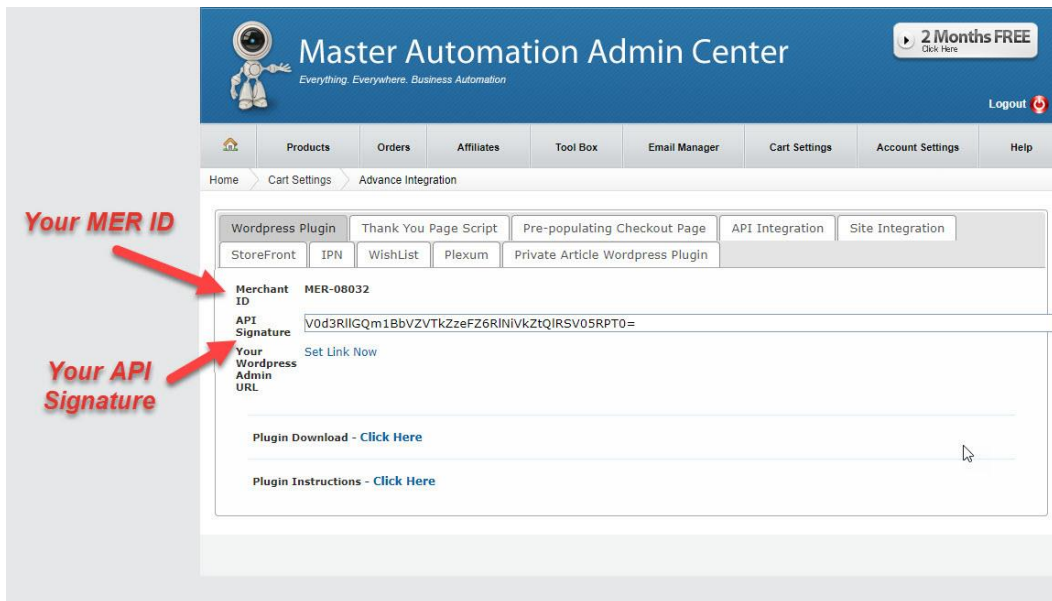 Master Automation Admin Center
Everything. Everywhere. Business Automation
2 Months FREE
Click Here
Logout
Products Orders Affiliates Tool Box Email Manager Cart Settings Account Settings Help
Home Cart Settings Advance Integration
Your MER ID
Wordpress Plugin Thank You Page Script Pre-populating Checkout Page API Integration Site Integration
StoreFront IPN WishList Plexum Private Article Wordpress Plugin
Merchant ID MER-08032
API Signature V0d3RllGQm1BbVZVTkZzeFZ6RlNiVkZtQlRSV05RPT0=
Your Wordpress Admin URL Set Link Now
Your API
Signature
Plugin Download - Click Here
Plugin Instructions - Click Here